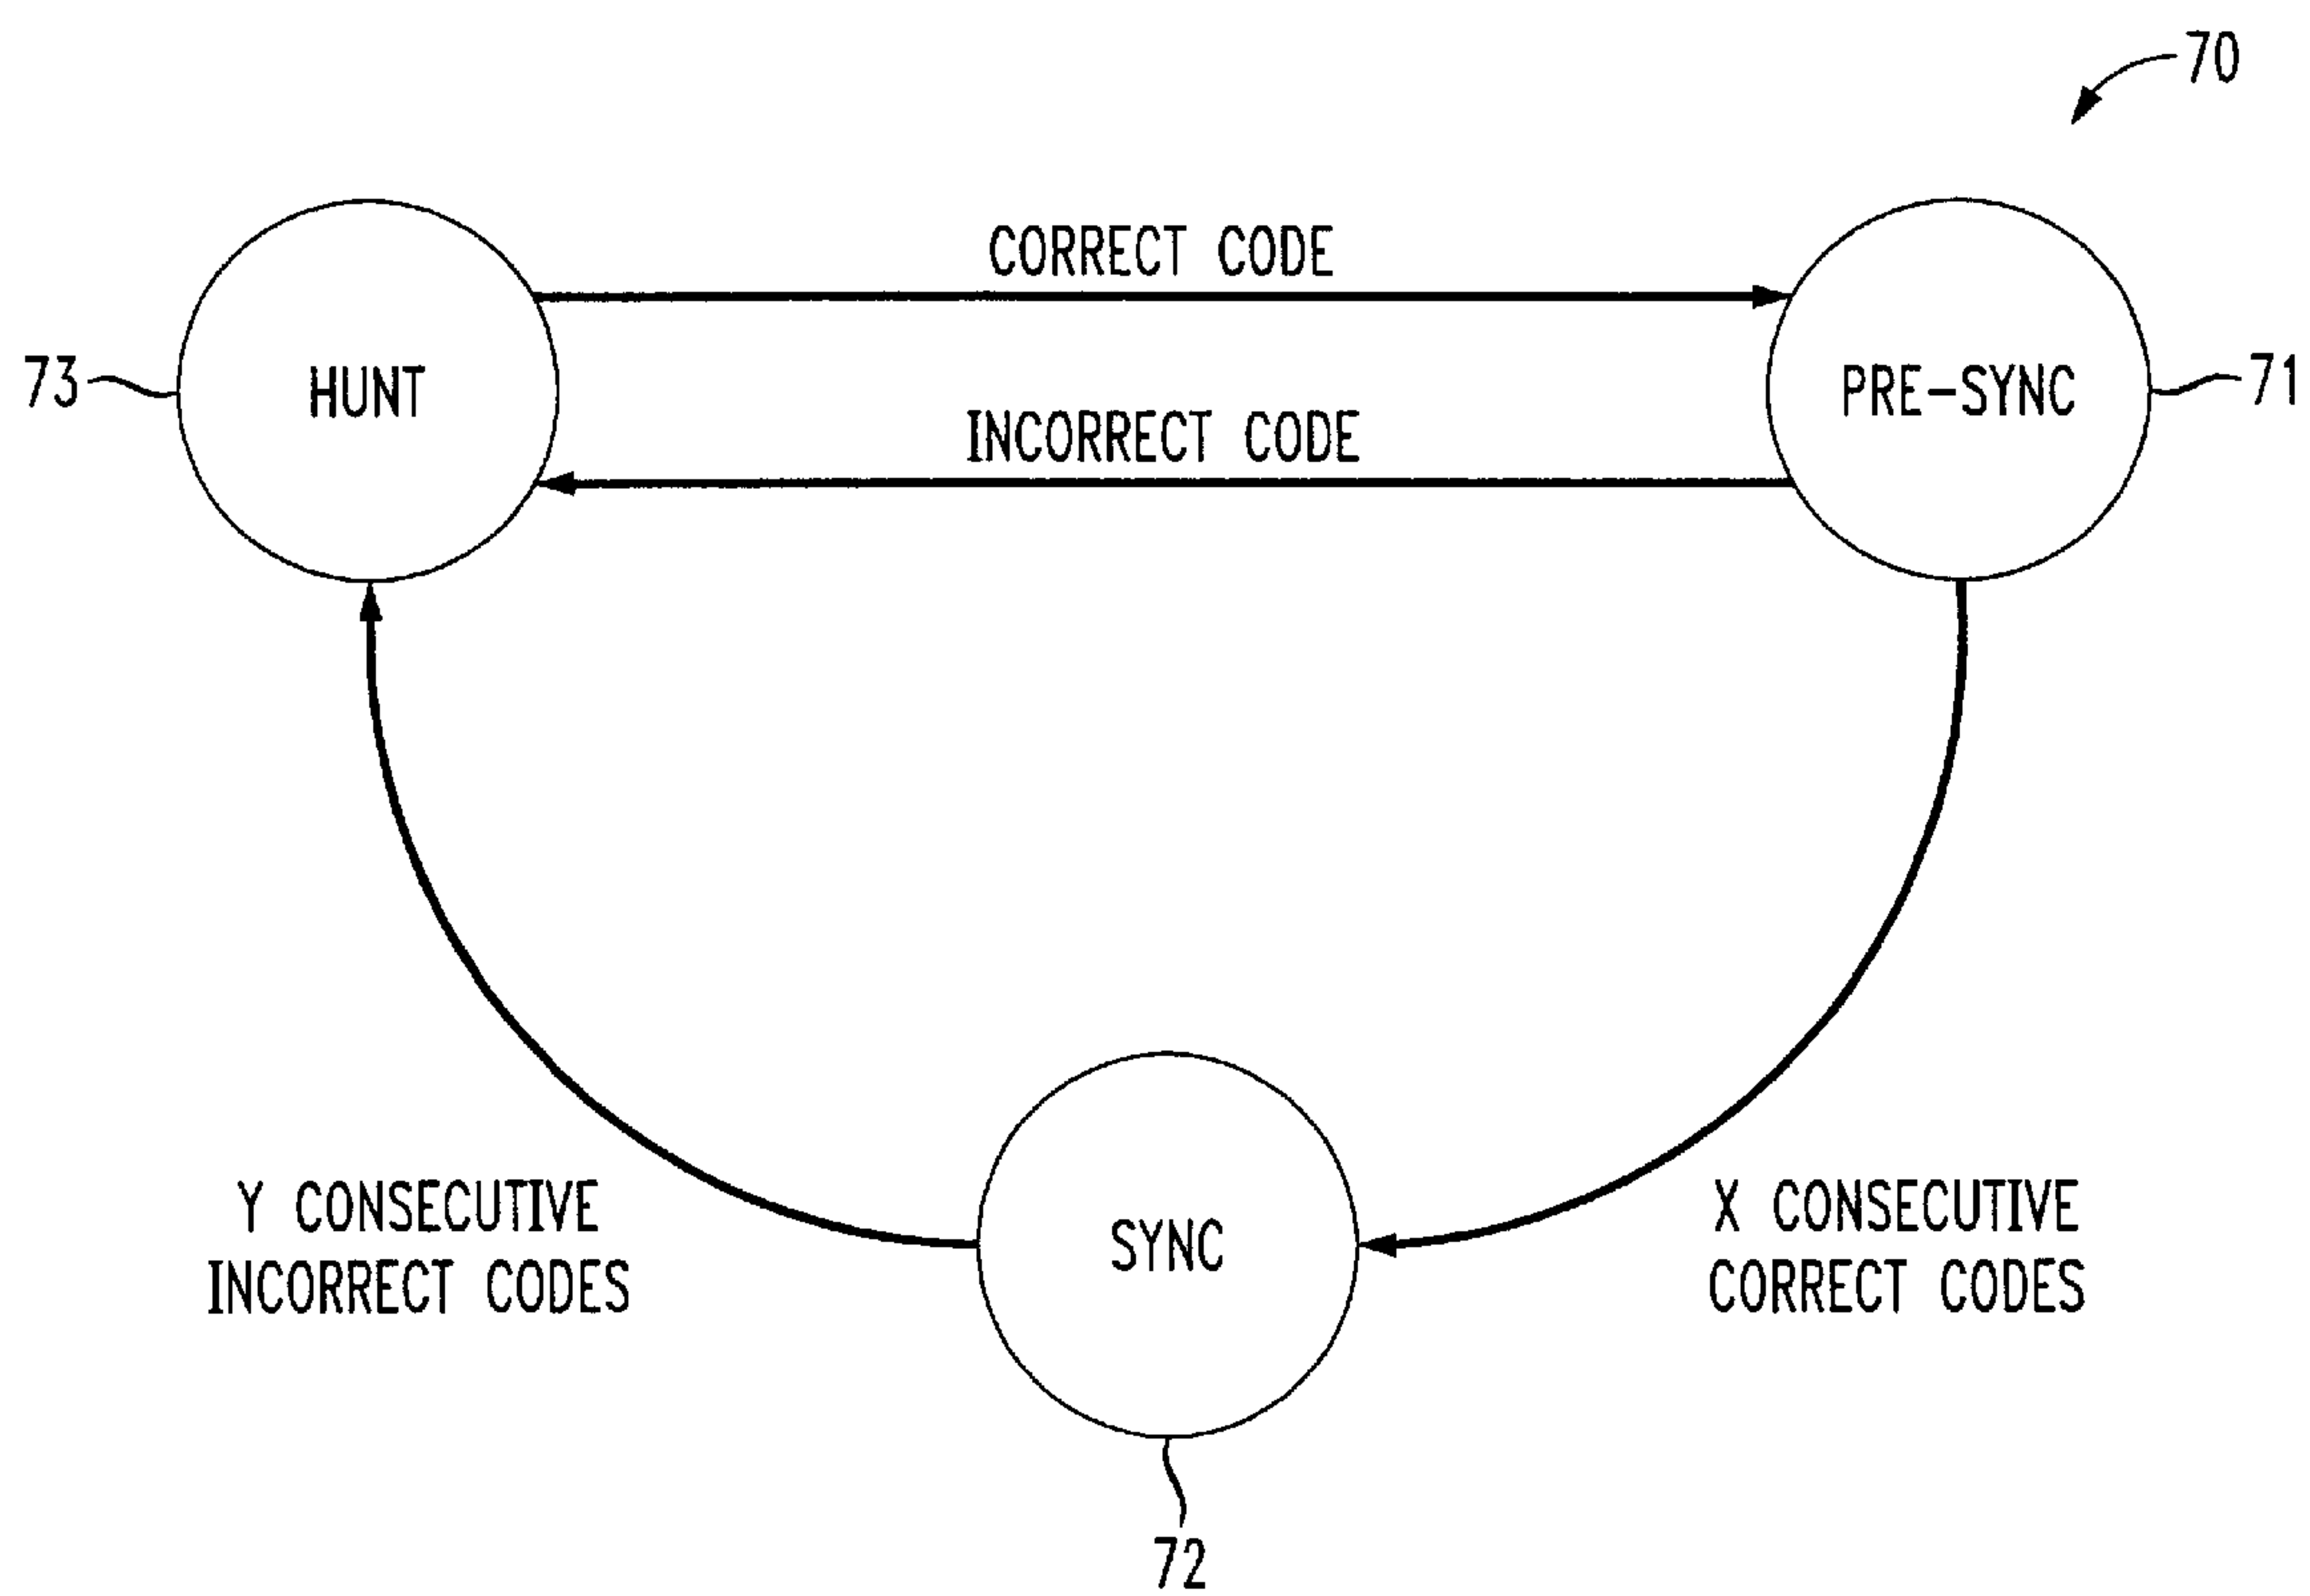 70
CORRECT CODE
73
HUNT
PRE-SYNC
71
INCORRECT CODE
Y CONSECUTIVE
INCORRECT CODES
SYNC
X CONSECUTIVE
CORRECT CODES
72